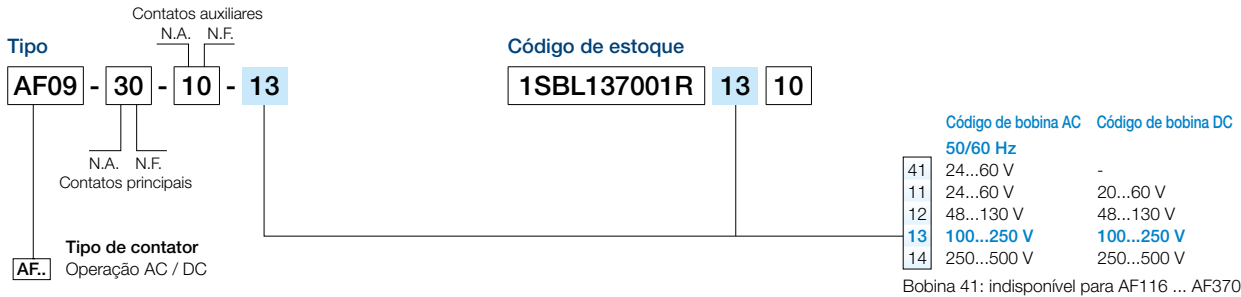 Contatos auxiliares
N.A. N.F.
Tipo
AF09 - 30 - 10 - 13
N.A. N.F.
Contatos principais
Tipo de contator
AF.. Operação AC / DC
Código de estoque
1SBL137001R 13 10
Código de bobina AC Código de bobina DC
50/60 Hz
41 24...60 V -
11 24...60 V 20...60 V
12 48...130 V 48...130 V
13 100...250 V 100...250 V
14 250...500 V 250...500 V
Bobina 41: indisponível para AF116 ... AF370